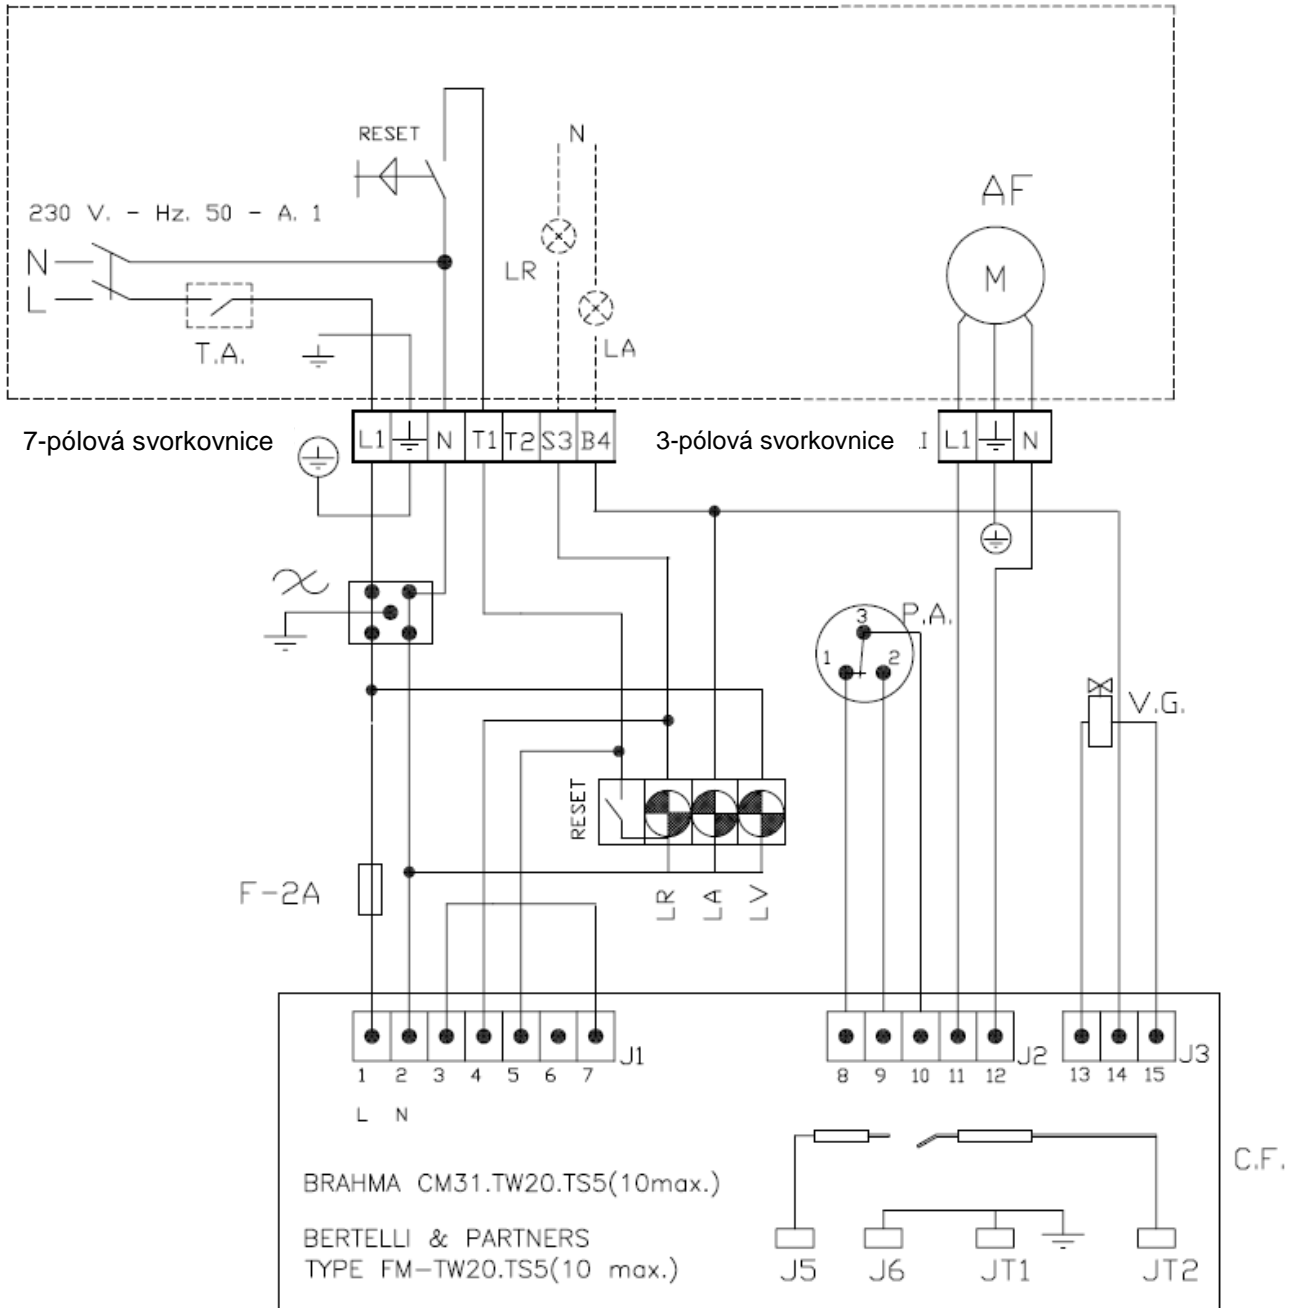 RESET
N
AF
230 V. - Hz. 50 - A. 1
N
L
LR
M
T.A.
LA
7-pólová svorkovnice
L1 N T1 T2 S3 B4
3-pólová svorkovnice
L1 N
3
P.A.
1 2
V.G.
RESET
F-2A
LR LA LV
J1
J2
J3
1 2 3 4 5 6 7
8 9 10 11 12
13 14 15
L N
C.F.
BRAHMA CM31.TW20.TS5(10max.)
BERTELLI & PARTNERS
TYPE FM-TW20.TS5(10 max.)
J5 J6 JT1 JT2